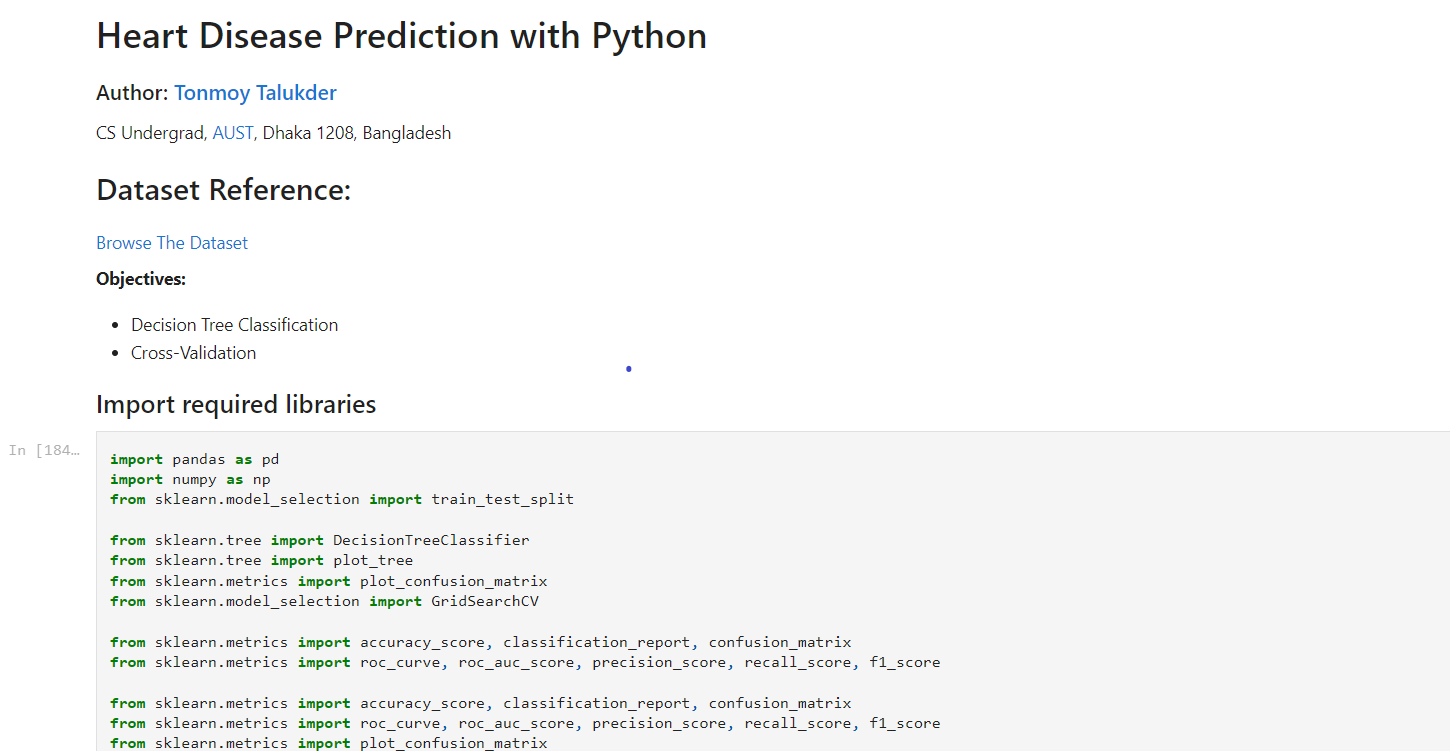 Heart Disease Prediction with Python
Author: Tonmoy Talukder
CS Undergrad, AUST, Dhaka 1208, Bangladesh
Dataset Reference:
Browse The Dataset
Objectives:
• Decision Tree Classification
• Cross-Validation
Import required libraries
In [184…
import pandas as pd
import numpy as np
from sklearn.model_selection import train_test_split
from sklearn.tree import DecisionTreeClassifier
from sklearn.tree import plot_tree
from sklearn.metrics import plot_confusion_matrix
from sklearn.model_selection import GridSearchCV
from sklearn.metrics import accuracy_score, classification_report, confusion_matrix
from sklearn.metrics import roc_curve, roc_auc_score, precision_score, recall_score, f1_score
from sklearn.metrics import accuracy_score, classification_report, confusion_matrix
from sklearn.metrics import roc_curve, roc_auc_score, precision_score, recall_score, f1_score
from sklearn.metrics import plot_confusion_matrix